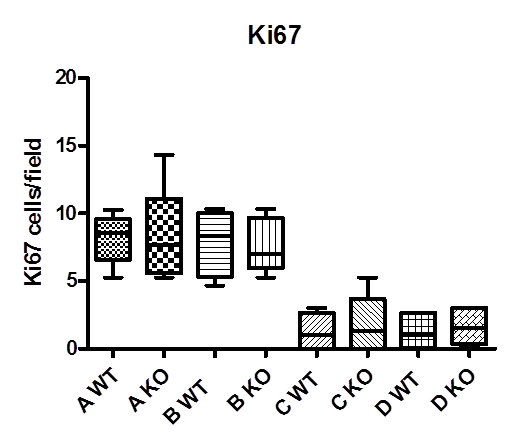 Ki67
Ki67 cells/field
20
15
10
5
0
A WT
A KO
B WT
B KO
C WT
C KO
D WT
D KO